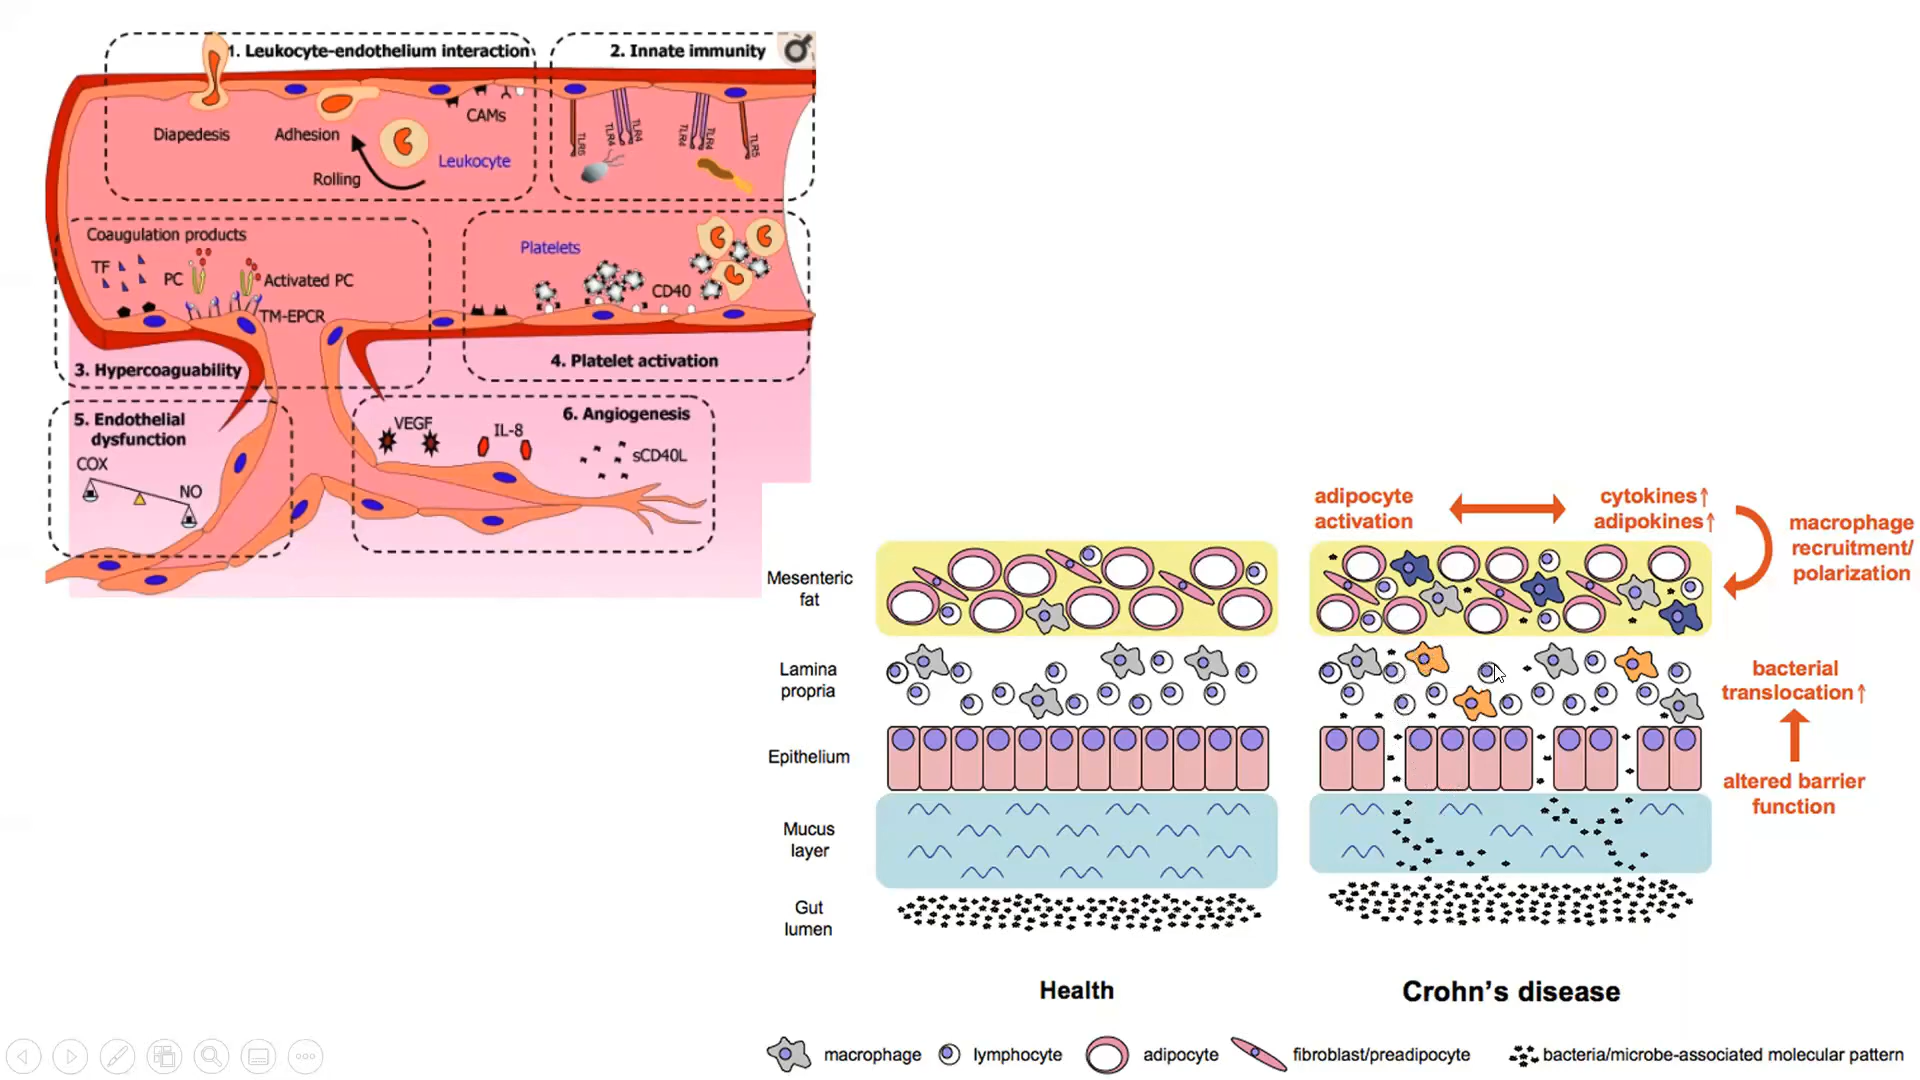 1. Leukocyte-endothelium interaction
2. Innate immunity
Diapedesis
Adhesion
CAMs
Leukocyte
Rolling
TLR6
TLR4
TLR4
TLR4
TLR4
TLR5
Coaugulation products
TF
PC
Activated PC
TM-EPCR
3. Hypercoaguability
Platelets
CD40
4. Platelet activation
5. Endothelial
dysfunction
COX
NO
6. Angiogenesis
VEGF
IL-8
sCD40L
adipocyte
activation
cytokines↑
adipokines↑
macrophage
recruitment/
polarization
Mesenteric
fat
Lamina
propria
bacterial
translocation↑
Epithelium
altered barrier
function
Mucus
layer
Gut
lumen
Health
Crohn's disease
macrophage
lymphocyte
adipocyte
fibroblast/preadipocyte
bacteria/microbe-associated molecular pattern